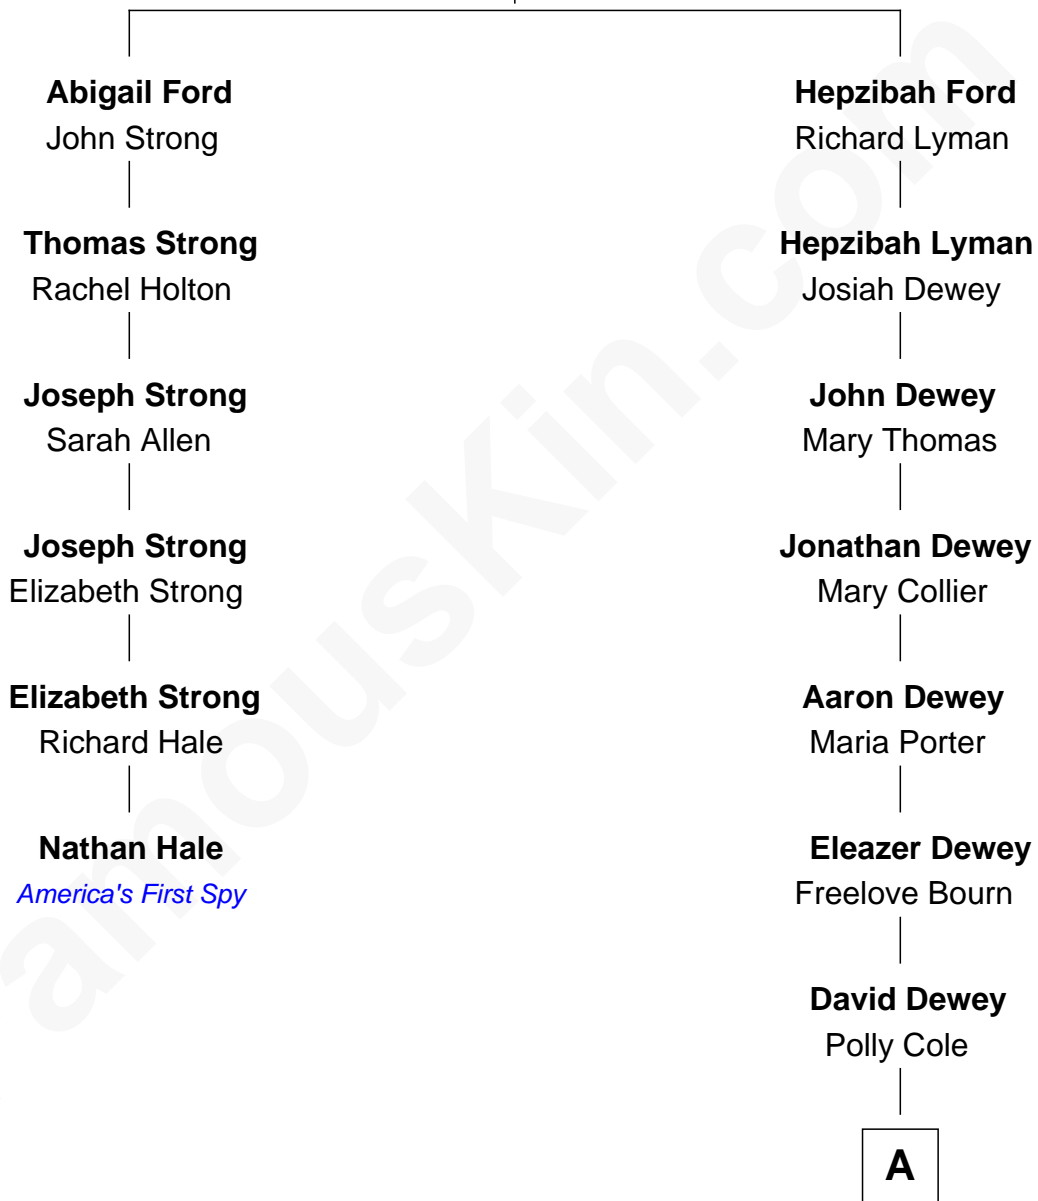 Abigail Ford
John Strong
Hepzibah Ford
Richard Lyman
Thomas Strong
Rachel Holton
Hepzibah Lyman
Josiah Dewey
Joseph Strong
Sarah Allen
John Dewey
Mary Thomas
Joseph Strong
Elizabeth Strong
Jonathan Dewey
Mary Collier
Elizabeth Strong
Richard Hale
Aaron Dewey
Maria Porter
Nathan Hale
America's First Spy
Eleazer Dewey
Freelove Bourn
David Dewey
Polly Cole
A
amouskin.com